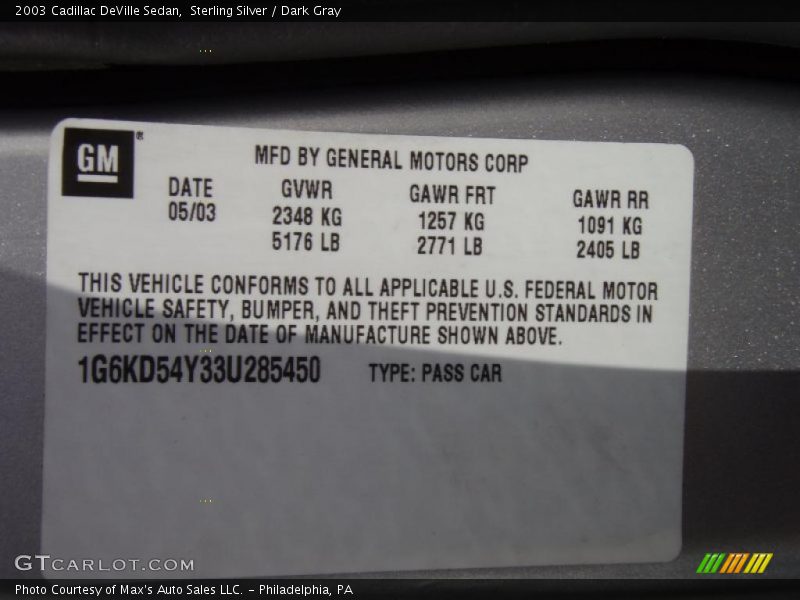 2003 Cadillac DeVille Sedan,  Sterling Silver / Dark Gray
GM®
MFD BY GENERAL MOTORS CORP
DATE GVWR GAWR FRT GAWR RR
05/03 2348 KG 1257 KG 1091 KG
5176 LB 2771 LB 2405 LB
THIS VEHICLE CONFORMS TO ALL APPLICABLE U.S. FEDERAL MOTOR
VEHICLE SAFETY, BUMPER, AND THEFT PREVENTION STANDARDS IN
EFFECT ON THE DATE OF MANUFACTURE SHOWN ABOVE.
1G6KD54Y33U285450 TYPE: PASS CAR
GTCARLOT.COM
Photo Courtesy of Max's Auto Sales LLC. - Philadelphia, PA